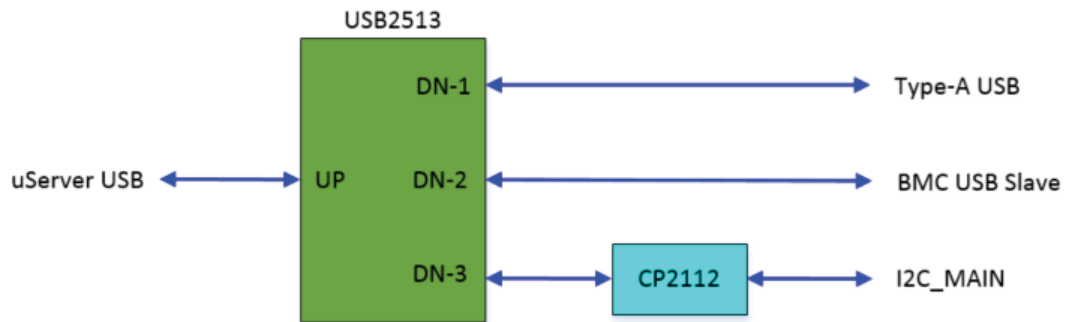 USB2513
DN-1
Type-A USB
uServer USB
UP
DN-2
BMC USB Slave
DN-3
CP2112
I2C_MAIN